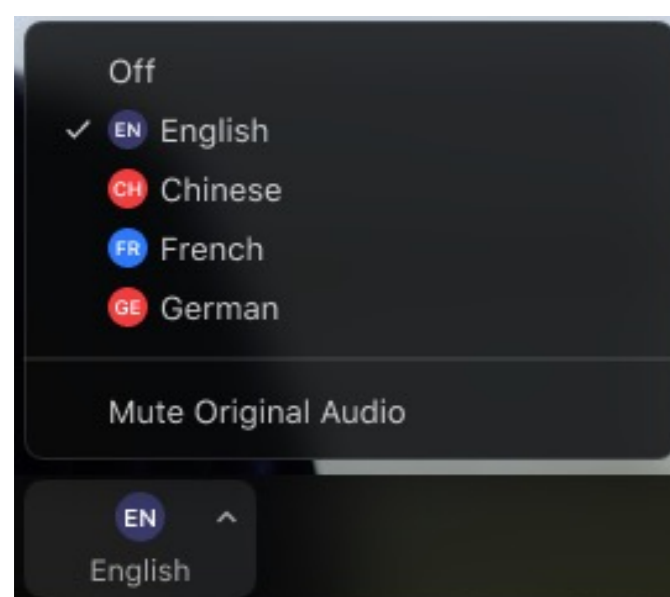 Off
EN English
CH Chinese
FR French
GE German
Mute Original Audio
EN
English